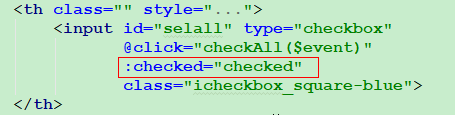 <th class="" style="...">
<input id="selall" type="checkbox"
@click="checkAll($event)"
:checked="checked"
class="icheckbox_square-blue">
</th>